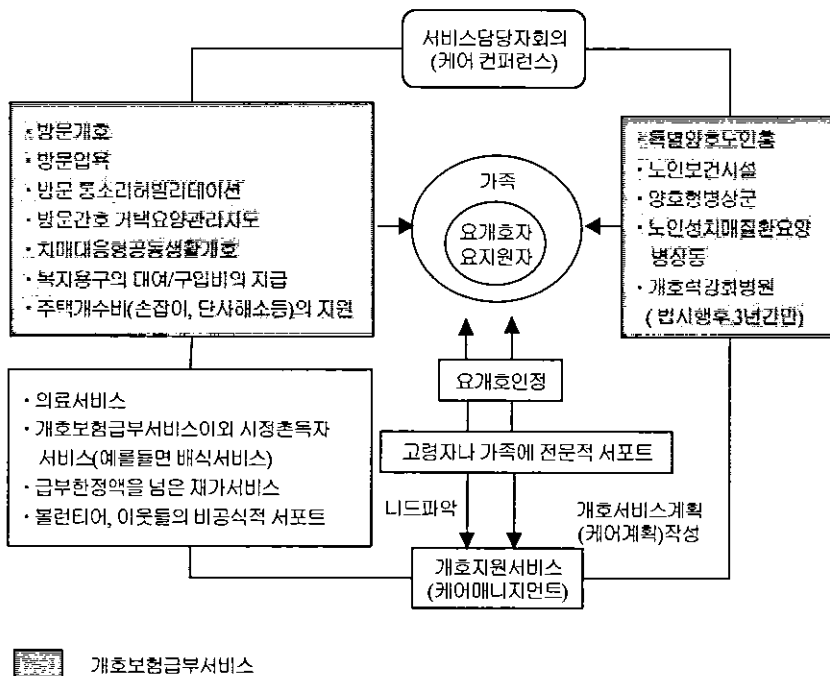 서비스담당자회의
(케어 컨퍼런스)
· 방문개호
· 방문입욕
· 방문 통소리허빌리테이션
· 방문간호 거택요양관리지도
· 치매대응형공동생활개호
· 복지용구의 대여/구입비의 지급
· 주택개수비(손잡이, 단사해소등)의 지원
가족
요개호자
요지원자
· 특별양호노인홈
· 노인보건시설
· 양호형병상군
· 노인성치매질환요양
병상동
· 개호력강화병원
( 법시행후 3년간만)
· 의료서비스
· 개호보험급부서비스이외 시정촌독자
서비스(예를들면 배식서비스)
· 급부한정액을 넘은 재가서비스
· 볼런티어, 이웃들의 비공식적 서포트
요개호인정
고령자나 가족에 전문적 서포트
니드파악
개호서비스계획
(케어계획)작성
개호지원서비스
(케어매니지먼트)
개호보험급부서비스